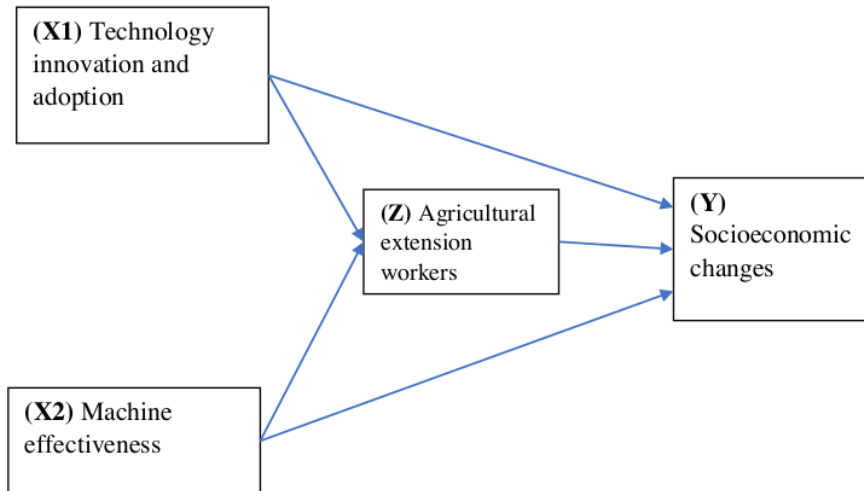 (X1) Technology
innovation and
adoption
(Z) Agricultural
extension
workers
(Y)
Socioeconomic
changes
(X2) Machine
effectiveness